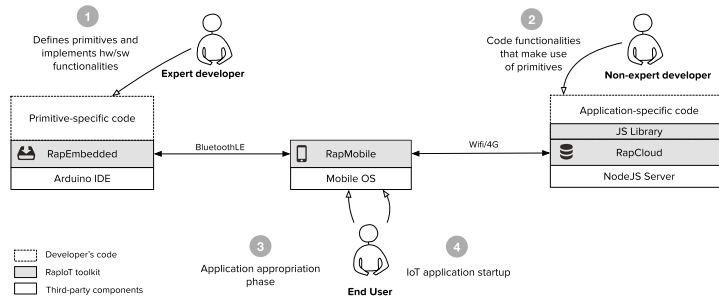 1
Defines primitives and
implements hw/sw
functionalities
Expert developer
2
Code functionalities
that make use
of primitives
Non-expert developer
Primitive-specific code
RapEmbedded
Arduino IDE
BluetoothLE
RapMobile
Mobile OS
Wifi/4G
Application-specific code
JS Library
RapCloud
NodeJS Server
3
Application appropriation
phase
4
IoT application startup
End User
Developer's code
RapIoT toolkit
Third-party components